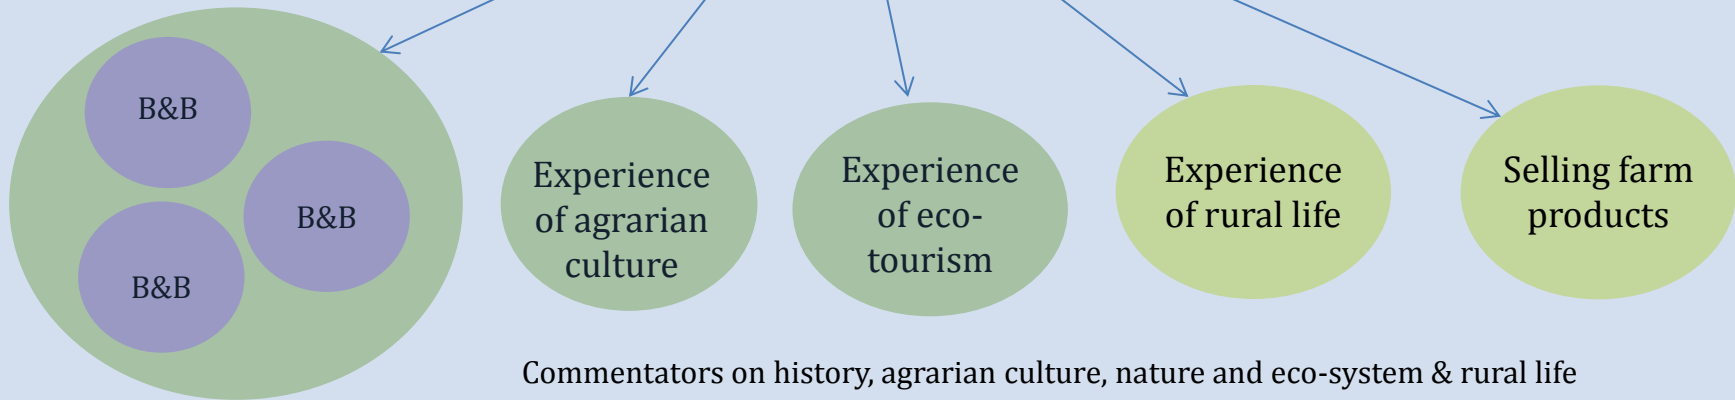 B&B
B&B
B&B
Experience
of agrarian
culture
Experience
of eco-
tourism
Experience
of rural life
Selling farm
products
Commentators on history, agrarian culture, nature and eco-system & rural life